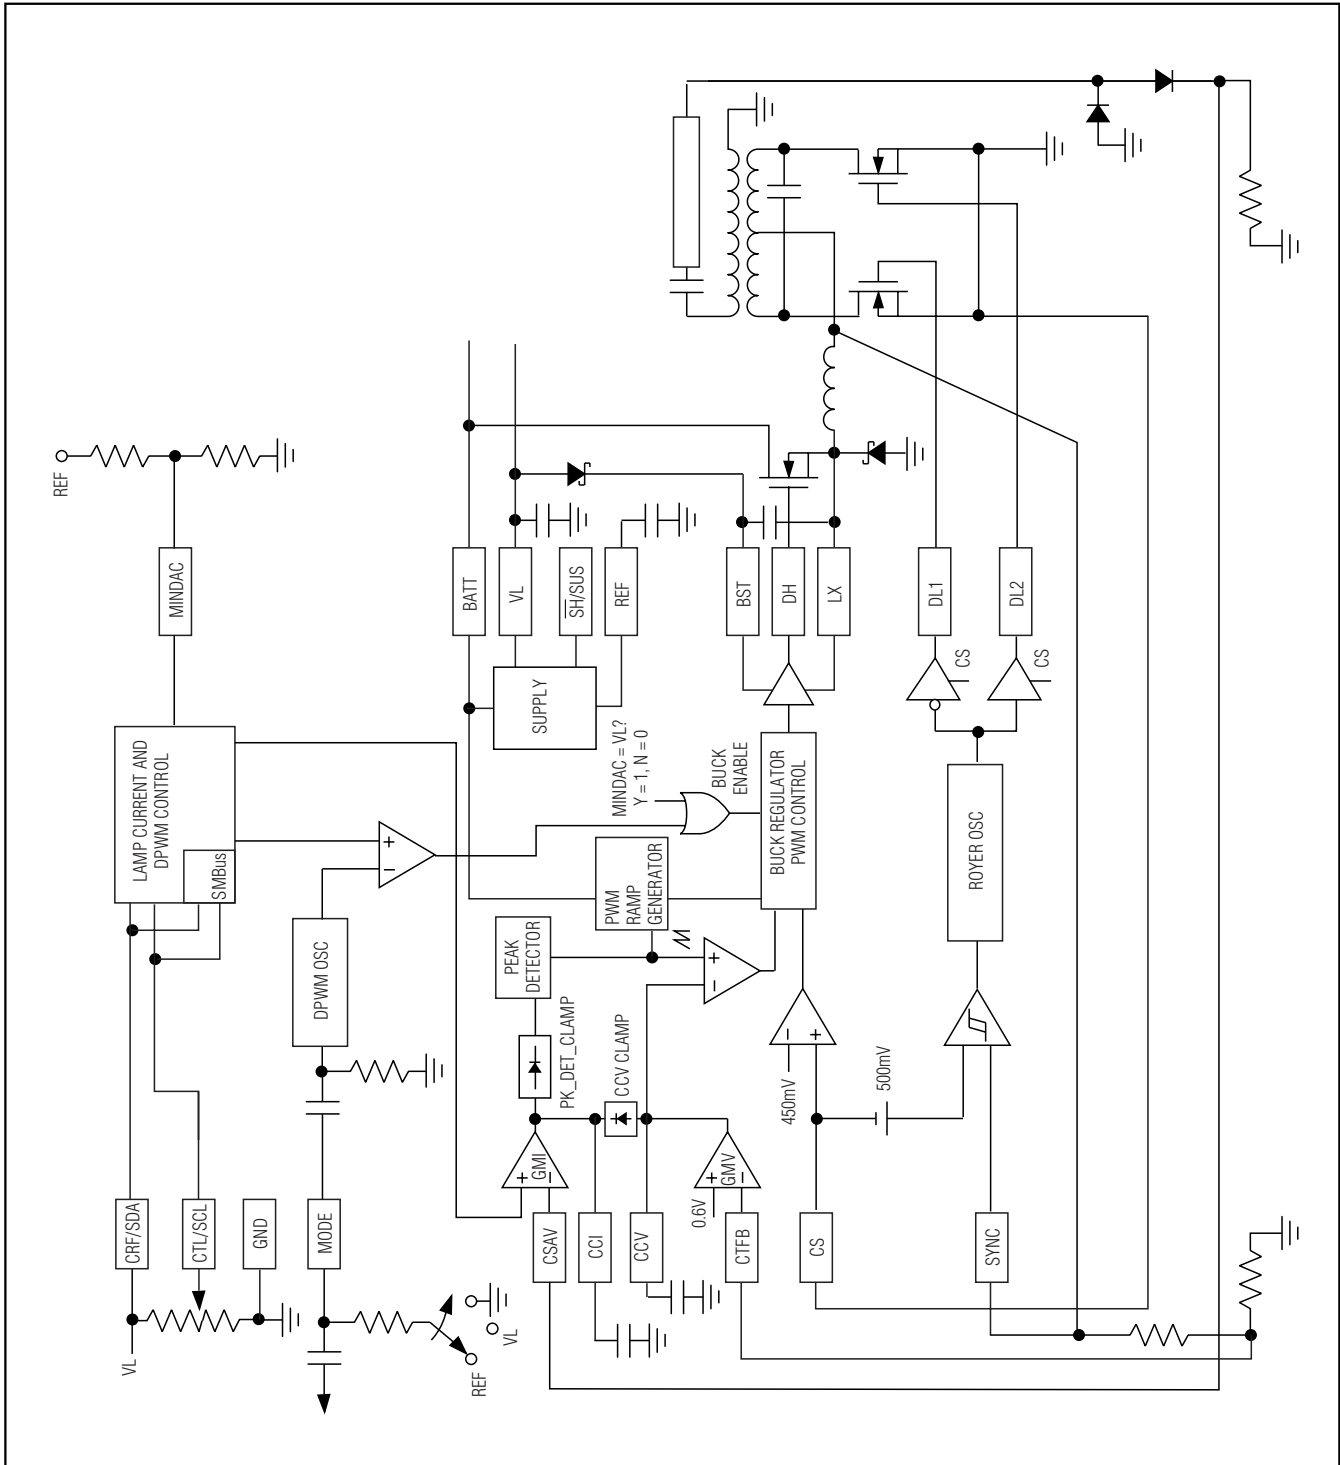 REF
MINDAC
BATT
VL
SH/SUS
REF
BST
DH
LX
DL1
DL2
CS
CS
SUPPLY
LAMP CURRENT AND
DPWM CONTROL
SMBus
MINDAC = VL?
Y = 1, N = 0
BUCK
ENABLE
BUCK REGULATOR
PWM CONTROL
ROYER OSC
PWM
RAMP
GENERATOR
PEAK
DETECTOR
DPWM OSC
PK_DET_CLAMP
CCV CLAMP
450mV
500mV
GMI
GMV
0.6V
CRF/SDA
CTL/SCL
GND
MODE
CSAV
CCI
CCV
CTFB
CS
SYNC
VL
VL
REF
+
−
+
−
+
−
+
−
−
+